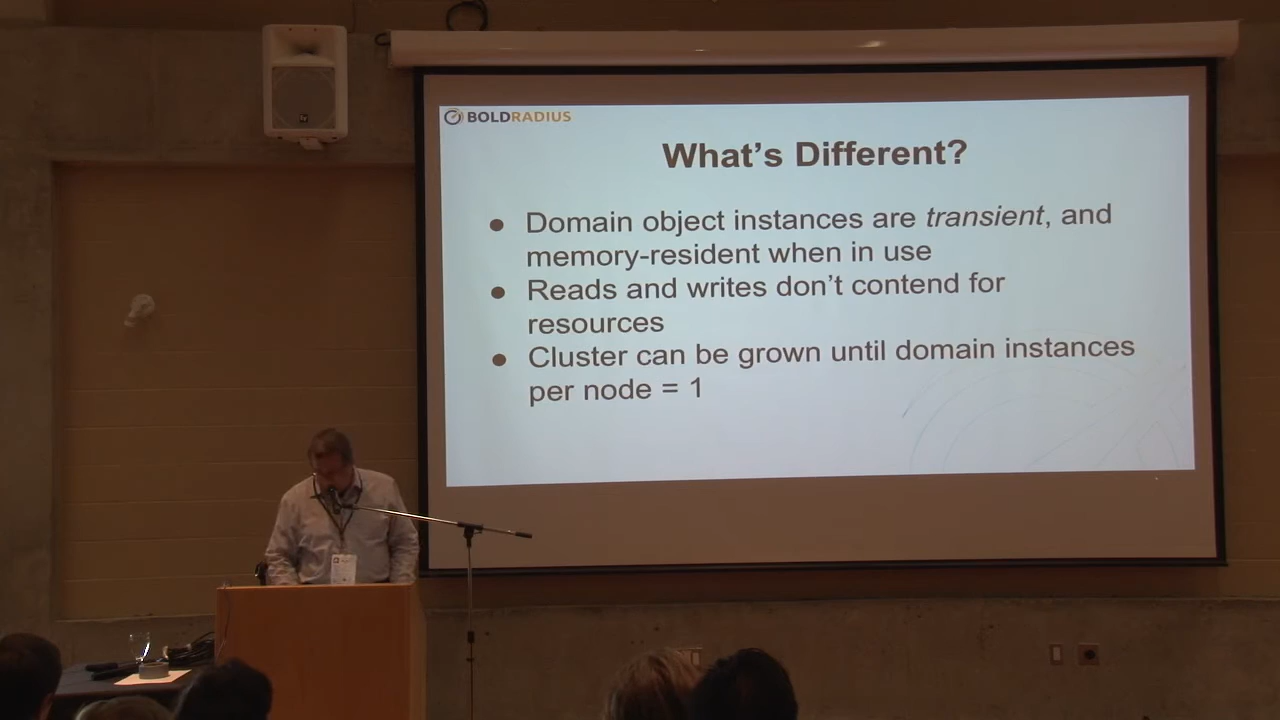 BOLDRADIUS
What's Different?
● Domain object instances are transient, and
memory-resident when in use
● Reads and writes don't contend for
resources
● Cluster can be grown until domain instances
per node = 1